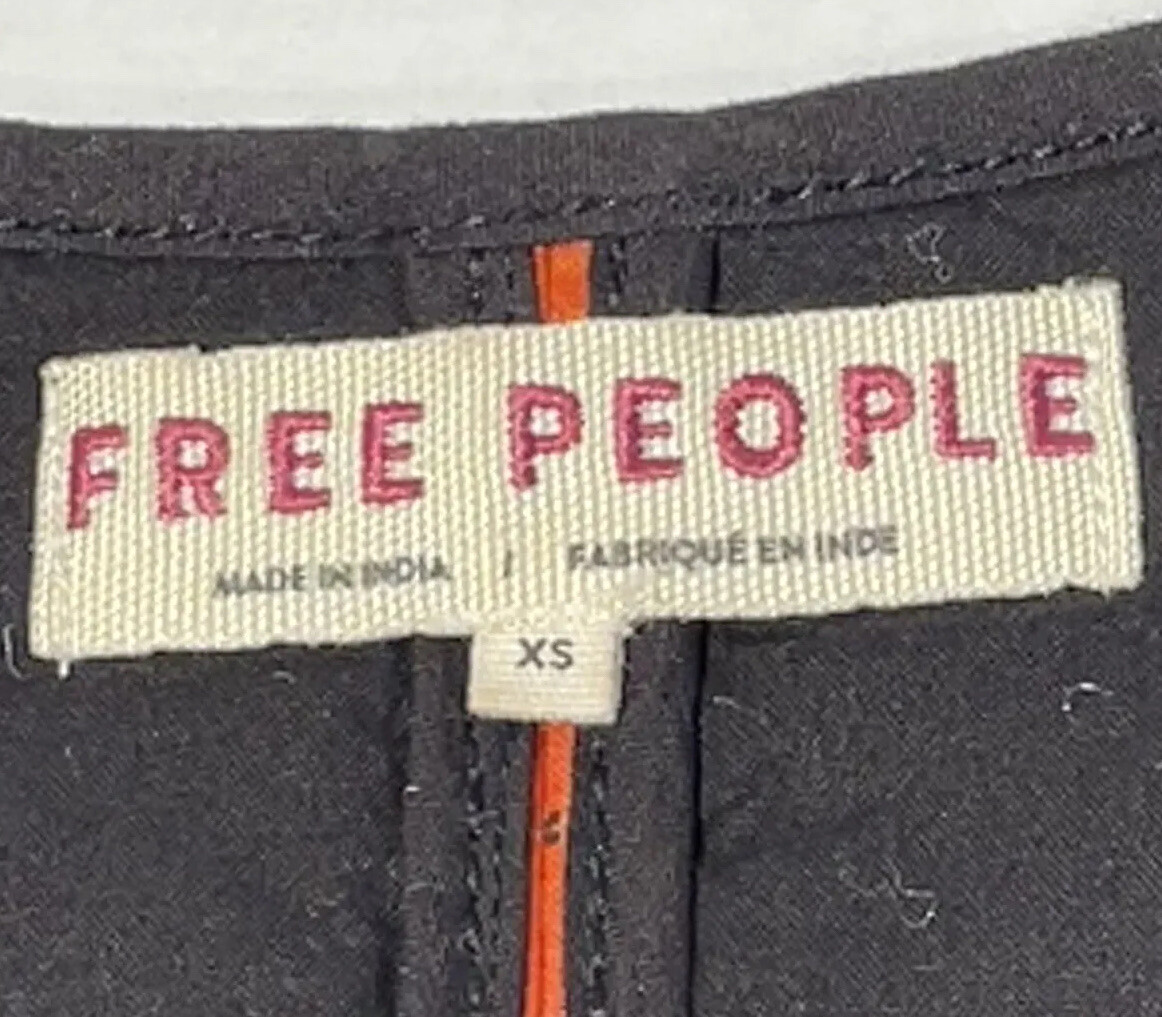 FREE PEOPLE
MADE IN INDIA / FABRIQUÉ EN INDE
XS